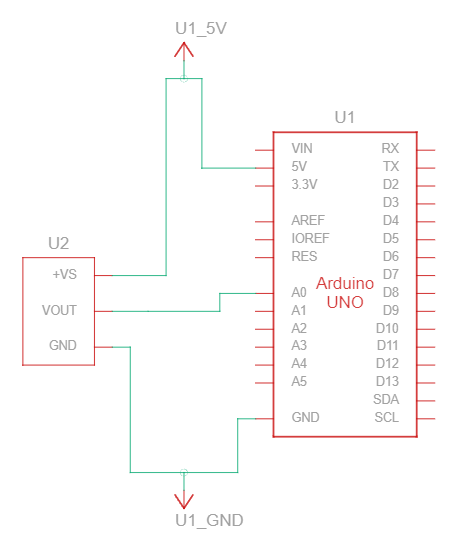 U1_5V
U1
VIN RX
5V TX
3.3V D2
D3
AREF D4
IOREF D5
RES D6
D7
A0 D8
A1 D9
A2 D10
A3 D11
A4 D12
A5 D13
SDA
GND SCL
Arduino
UNO
U2
+VS
VOUT
GND
U1_GND